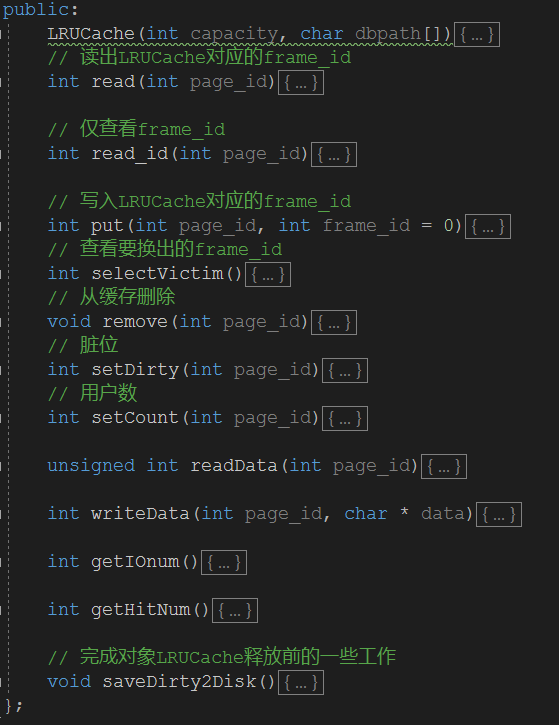 public:
LRUCache(int capacity, char dbpath[]){...}
// 读出LRUCache对应的frame_id
int read(int page_id){...}
// 仅查看frame_id
int read_id(int page_id){...}
// 写入LRUCache对应的frame_id
int put(int page_id, int frame_id = 0){...}
// 查看要换出的frame_id
int selectVictim(){...}
// 从缓存删除
void remove(int page_id){...}
// 脏位
int setDirty(int page_id){...}
// 用户数
int setCount(int page_id){...}
unsigned int readData(int page_id){...}
int writeData(int page_id, char * data){...}
int getIOnum(){...}
int getHitNum(){...}
// 完成对象LRUCache释放前的一些工作
void saveDirty2Disk(){...}
};